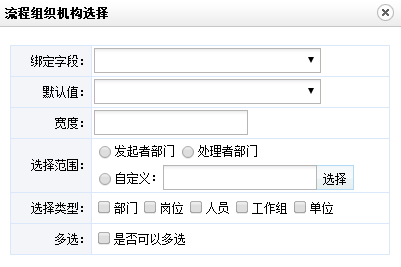 流程组织机构选择
绑定字段：
默认值：
宽度：
选择范围： 发起者部门 处理者部门
自定义： 选择
选择类型： 部门 岗位 人员 工作组 单位
多选： 是否可以多选